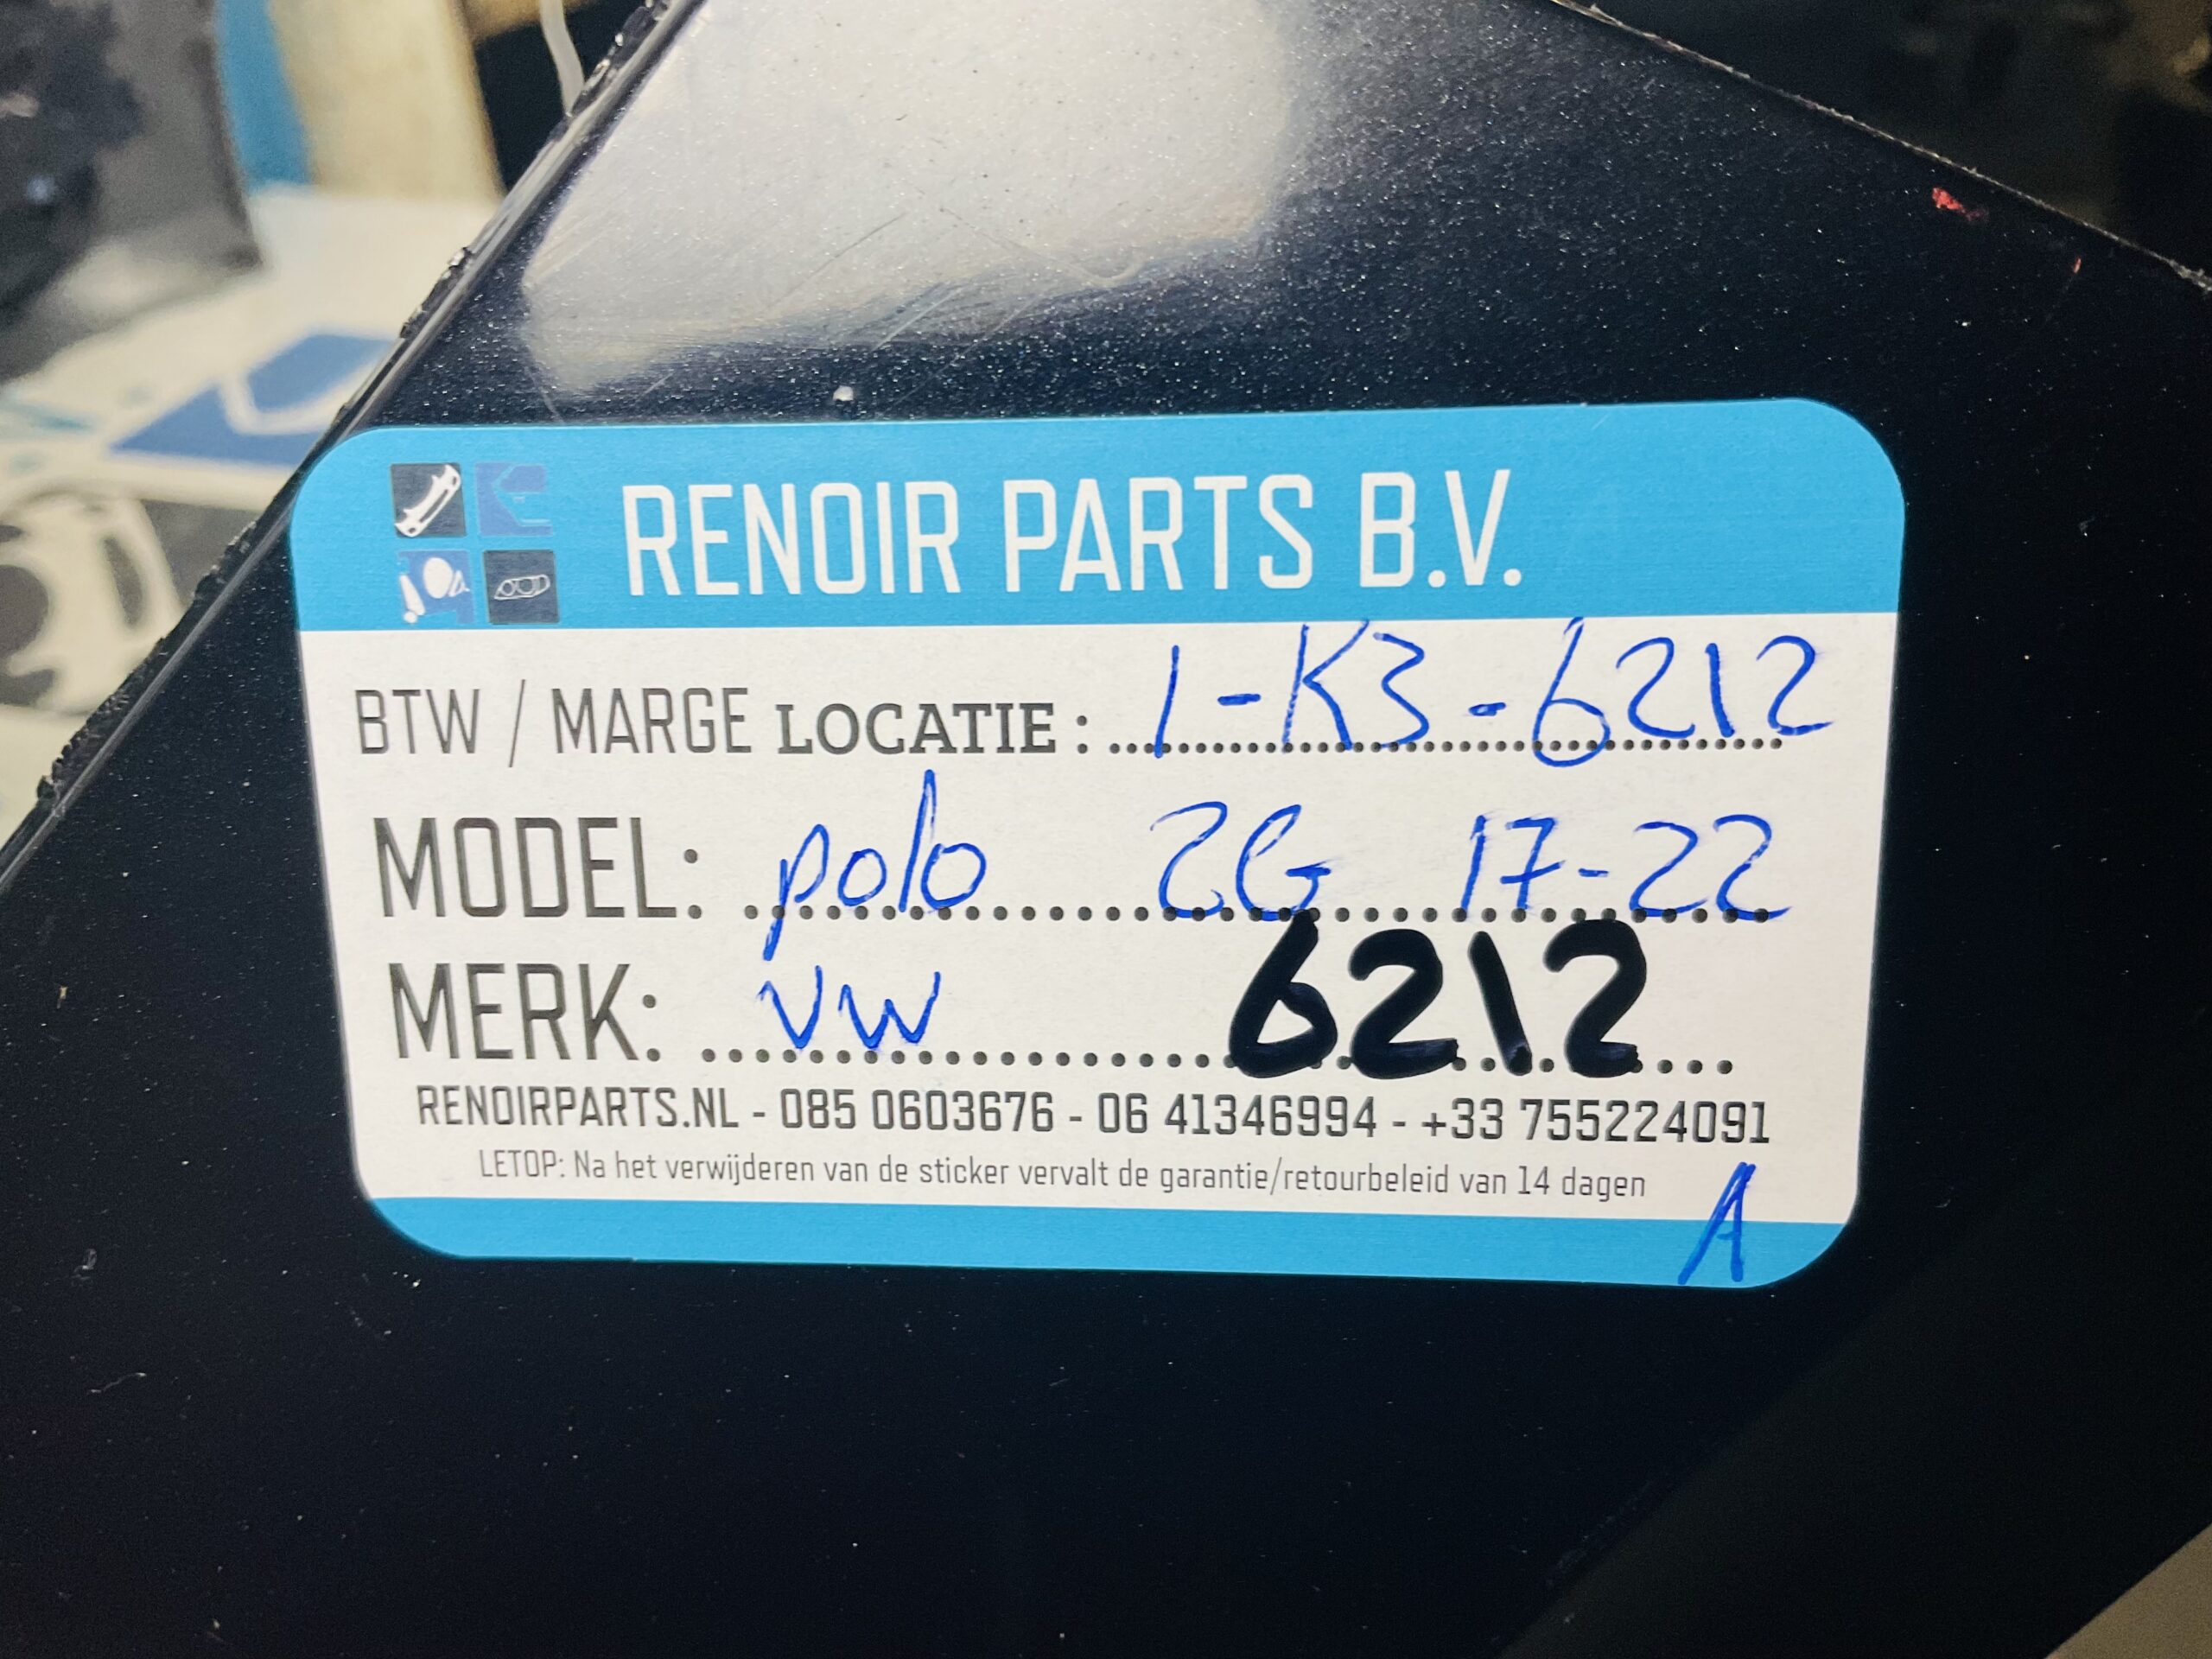 RENOIR PARTS B.V.
BTW / MARGE LOCATIE : 1-K3-6212
MODEL: polo 2G 17-22
MERK: VW 6212
RENOIRPARTS.NL - 085 0603676 - 06 41346994 - +33 755224091
LETOP: Na het verwijderen van de sticker vervalt de garantie/retourbeleid van 14 dagen
A